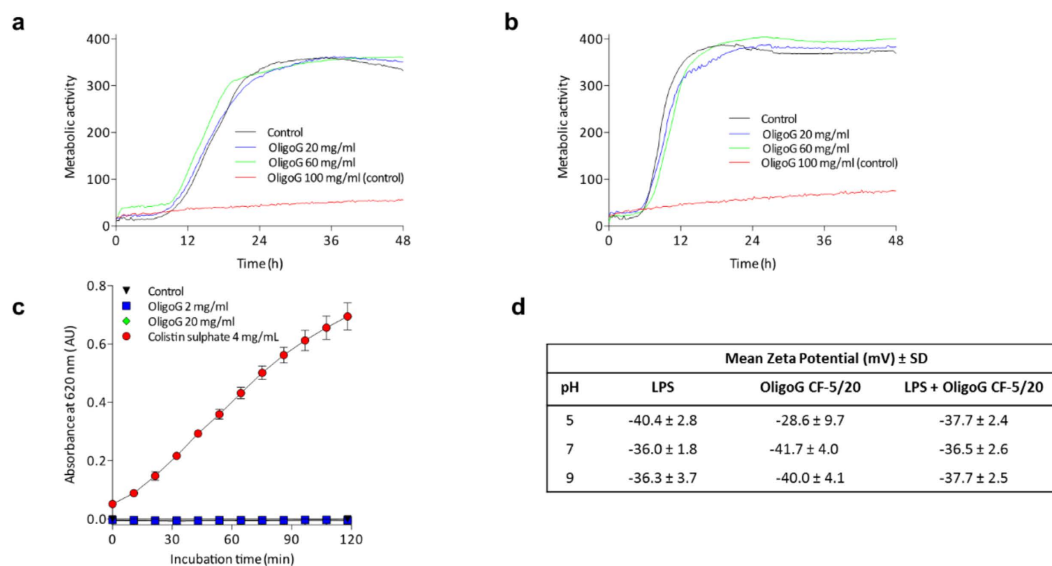 a
400
300
200
100
0
Metabolic activity
Control
OligoG 20 mg/ml
OligoG 60 mg/ml
OligoG 100 mg/ml (control)
0 12 24 36 48
Time (h)
b
400
300
200
100
0
Metabolic activity
Control
OligoG 20 mg/ml
OligoG 60 mg/ml
OligoG 100 mg/ml (control)
0 12 24 36 48
Time (h)
c
0.8
0.6
0.4
0.2
0.0
Absorbance at 620 nm (AU)
Control
OligoG 2 mg/ml
OligoG 20 mg/ml
Colistin sulphate 4 mg/mL
0 30 60 90 120
Incubation time (min)
d
Mean Zeta Potential (mV) ± SD
pH LPS OligoG CF-5/20 LPS + OligoG CF-5/20
5 -40.4 ± 2.8 -28.6 ± 9.7 -37.7 ± 2.4
7 -36.0 ± 1.8 -41.7 ± 4.0 -36.5 ± 2.6
9 -36.3 ± 3.7 -40.0 ± 4.1 -37.7 ± 2.5